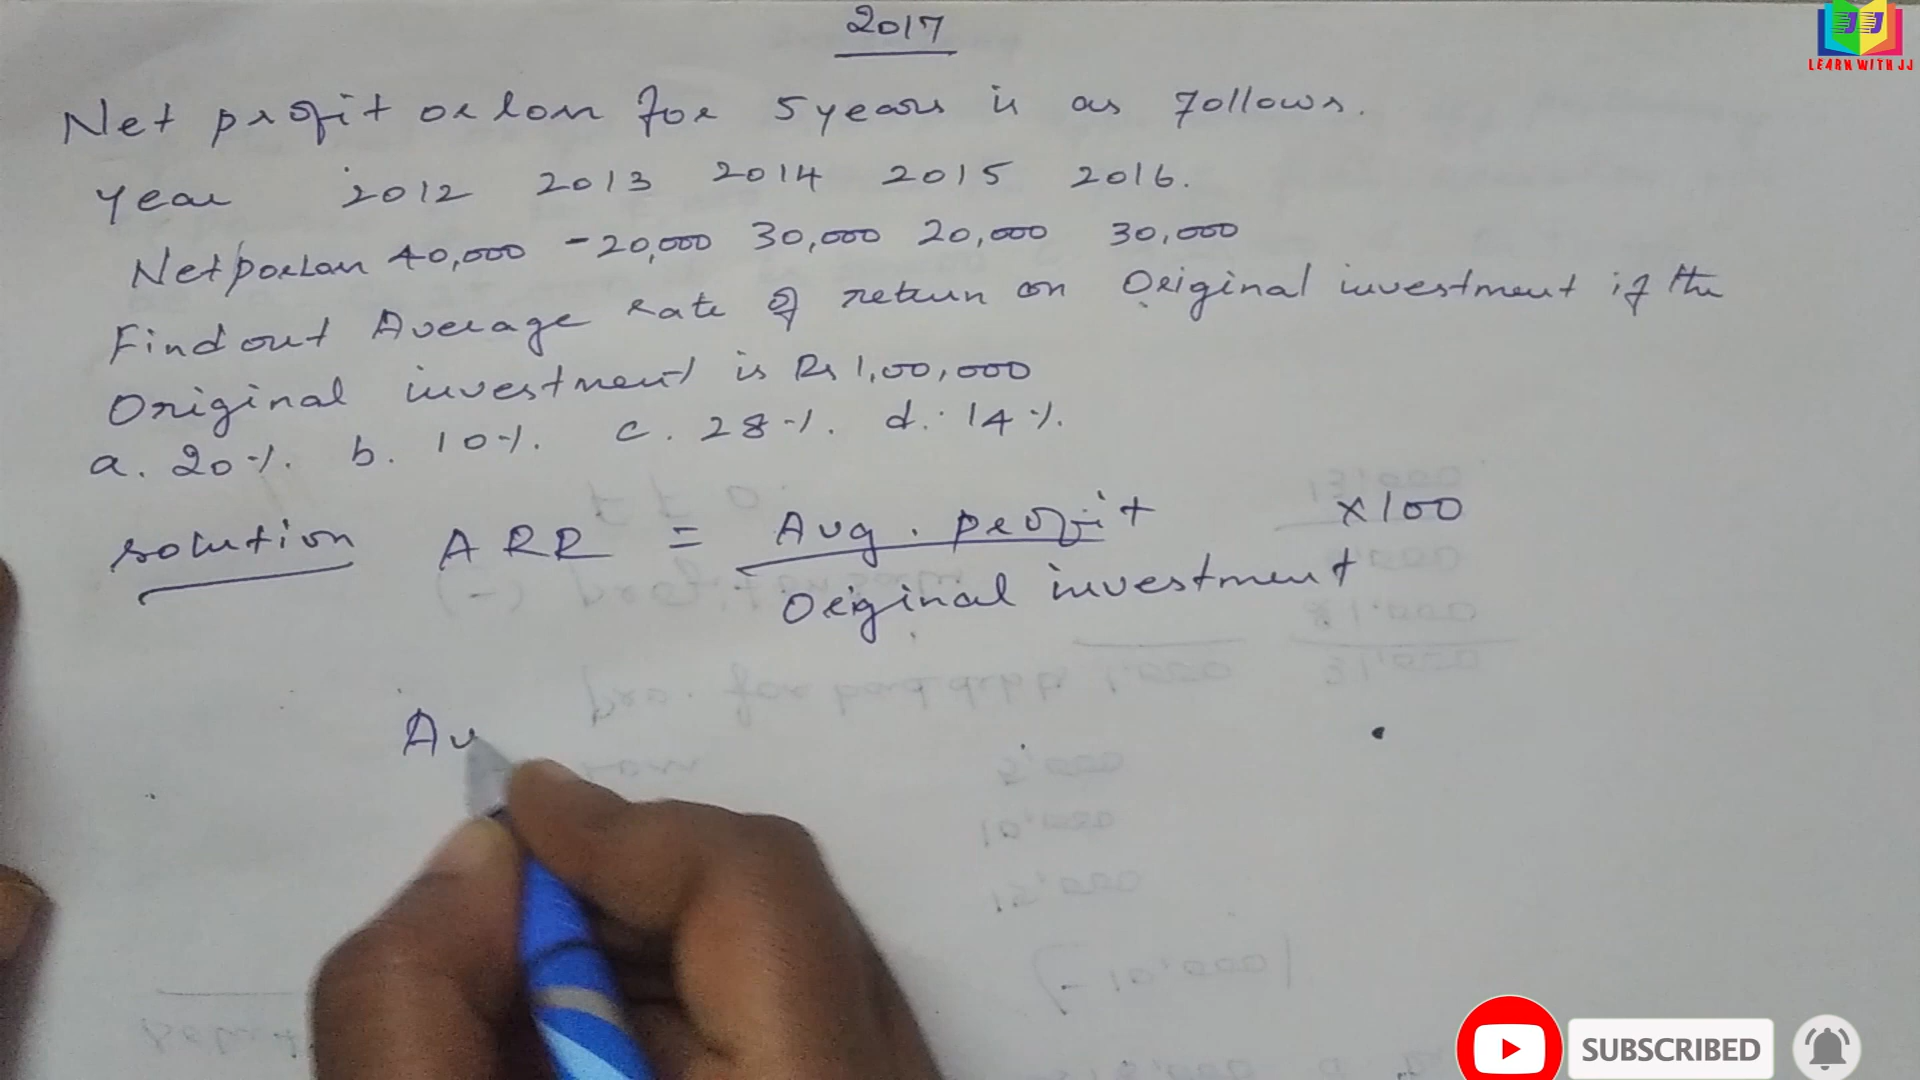 2017
LEARN WITH JJ
Net profit or loss for 5 years is as follows.
Year 2012 2013 2014 2015 2016.
Net p or loss 40,000 -20,000 30,000 20,000 30,000
Find out Average rate of return on Original investment if the
Original investment is Rs 1,00,000
a. 20%. b. 10%. c. 28%. d. 14%.
Solution ARR = Avg. profit x100
Original investment
Av
SUBSCRIBED